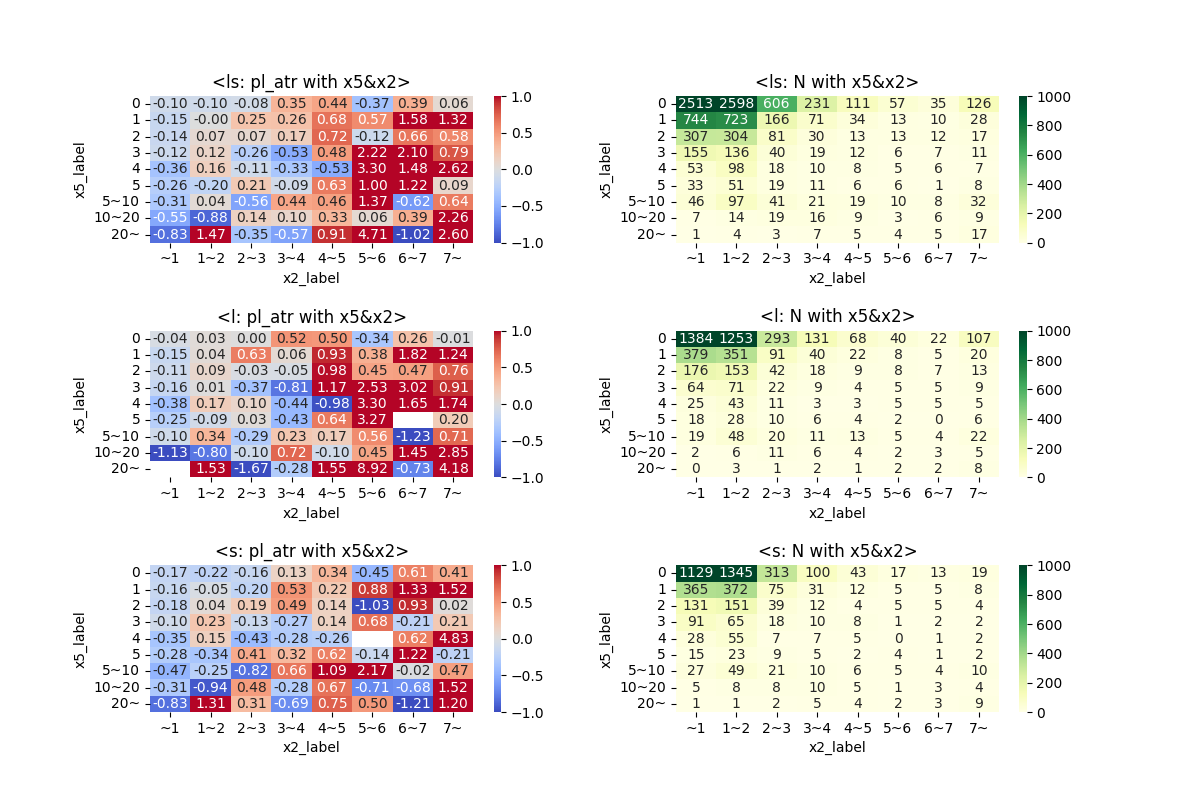 <ls: pl_atr with x5&x2>
x5_label
0 -0.10 -0.10 -0.08 0.35 0.44 -0.37 0.39 0.06
1 -0.15 -0.00 0.25 0.26 0.68 0.57 1.58 1.32
2 -0.14 0.07 0.07 0.17 0.72 -0.12 0.66 0.58
3 -0.12 0.12 -0.26 -0.53 0.48 2.22 2.10 0.79
4 -0.36 0.16 -0.11 -0.33 -0.53 3.30 1.48 2.62
5 -0.26 -0.20 0.21 -0.09 0.63 1.00 1.22 0.09
5~10 -0.31 0.04 -0.56 0.44 0.46 1.37 -0.62 0.64
10~20 -0.55 -0.88 0.14 0.10 0.33 0.06 0.39 2.26
20~ -0.83 1.47 -0.35 -0.57 0.91 4.71 -1.02 2.60
~1 1~2 2~3 3~4 4~5 5~6 6~7 7~
x2_label
1.0
0.5
0.0
−0.5
−1.0
<ls: N with x5&x2>
x5_label
0 2513 2598 606 231 111 57 35 126
1 744 723 166 71 34 13 10 28
2 307 304 81 30 13 13 12 17
3 155 136 40 19 12 6 7 11
4 53 98 18 10 8 5 6 7
5 33 51 19 11 6 6 1 8
5~10 46 97 41 21 19 10 8 32
10~20 7 14 19 16 9 3 6 9
20~ 1 4 3 7 5 4 5 17
~1 1~2 2~3 3~4 4~5 5~6 6~7 7~
x2_label
1000
800
600
400
200
0
<l: pl_atr with x5&x2>
x5_label
0 -0.04 0.03 0.00 0.52 0.50 -0.34 0.26 -0.01
1 -0.15 0.04 0.63 0.06 0.93 0.38 1.82 1.24
2 -0.11 0.09 -0.03 -0.05 0.98 0.45 0.47 0.76
3 -0.16 0.01 -0.37 -0.81 1.17 2.53 3.02 0.91
4 -0.38 0.17 0.10 -0.44 -0.98 3.30 1.65 1.74
5 -0.25 -0.09 0.03 -0.43 0.64 3.27 0.20
5~10 -0.10 0.34 -0.29 0.23 0.17 0.56 -1.23 0.71
10~20 -1.13 -0.80 -0.10 0.72 -0.10 0.45 1.45 2.85
20~ 1.53 -1.67 -0.28 1.55 8.92 -0.73 4.18
~1 1~2 2~3 3~4 4~5 5~6 6~7 7~
x2_label
1.0
0.5
0.0
−0.5
−1.0
<l: N with x5&x2>
x5_label
0 1384 1253 293 131 68 40 22 107
1 379 351 91 40 22 8 5 20
2 176 153 42 18 9 8 7 13
3 64 71 22 9 4 5 5 9
4 25 43 11 3 3 5 5 5
5 18 28 10 6 4 2 0 6
5~10 19 48 20 11 13 5 4 22
10~20 2 6 11 6 4 2 3 5
20~ 0 3 1 2 1 2 2 8
~1 1~2 2~3 3~4 4~5 5~6 6~7 7~
x2_label
1000
800
600
400
200
0
<s: pl_atr with x5&x2>
x5_label
0 -0.17 -0.22 -0.16 0.13 0.34 -0.45 0.61 0.41
1 -0.16 -0.05 -0.20 0.53 0.22 0.88 1.33 1.52
2 -0.18 0.04 0.19 0.49 0.14 -1.03 0.93 0.02
3 -0.10 0.23 -0.13 -0.27 0.14 0.68 -0.21 0.21
4 -0.35 0.15 -0.43 -0.28 -0.26 0.62 4.83
5 -0.28 -0.34 0.41 0.32 0.62 -0.14 1.22 -0.21
5~10 -0.47 -0.25 -0.82 0.66 1.09 2.17 -0.02 0.47
10~20 -0.31 -0.94 0.48 -0.28 0.67 -0.71 -0.68 1.52
20~ -0.83 1.31 0.31 -0.69 0.75 0.50 -1.21 1.20
~1 1~2 2~3 3~4 4~5 5~6 6~7 7~
x2_label
1.0
0.5
0.0
−0.5
−1.0
<s: N with x5&x2>
x5_label
0 1129 1345 313 100 43 17 13 19
1 365 372 75 31 12 5 5 8
2 131 151 39 12 4 5 5 4
3 91 65 18 10 8 1 2 2
4 28 55 7 7 5 0 1 2
5 15 23 9 5 2 4 1 2
5~10 27 49 21 10 6 5 4 10
10~20 5 8 8 10 5 1 3 4
20~ 1 1 2 5 4 2 3 9
~1 1~2 2~3 3~4 4~5 5~6 6~7 7~
x2_label
1000
800
600
400
200
0